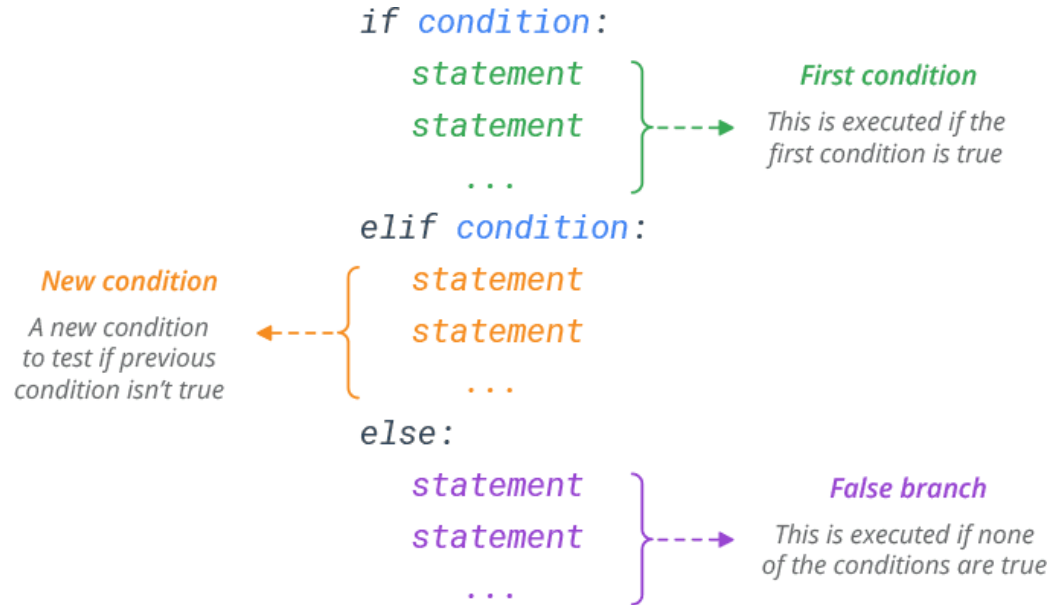 if condition:
statement
statement
...
First condition
This is executed if the
first condition is true
elif condition:
statement
statement
...
New condition
A new condition
to test if previous
condition isn't true
else:
statement
statement
...
False branch
This is executed if none
of the conditions are true